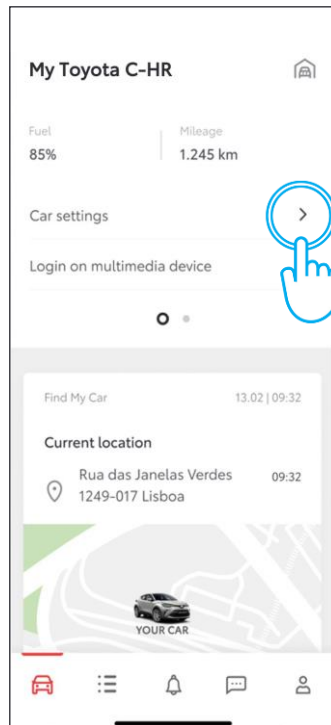 My Toyota C-HR
Fuel
Mileage
85%
1.245 km
Car settings
Login on multimedia device
Find My Car
13.02 | 09:32
Current location
Rua das Janelas Verdes
09:32
1249-017 Lisboa
YOUR CAR